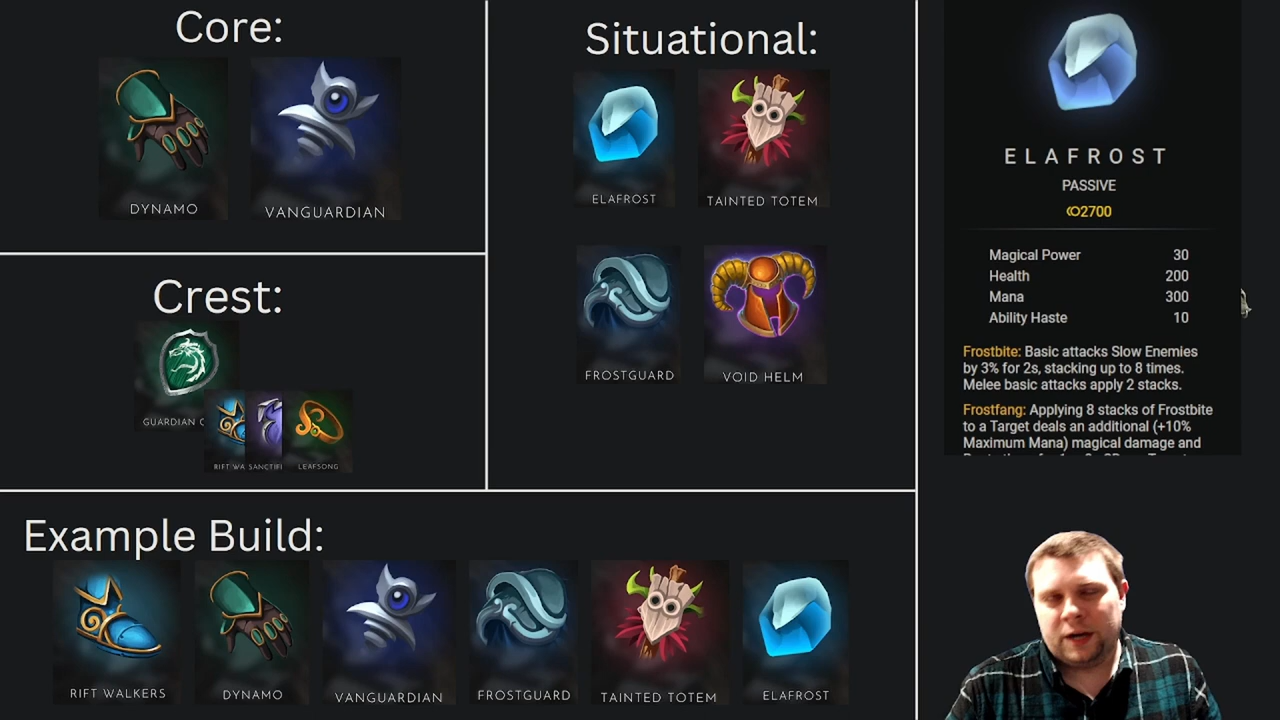 Core:
DYNAMO
VANGUARDIAN
Crest:
GUARDIAN
RIFT WA
SANCTIFI
LEAFSONG
Situational:
ELAFROST
TAINTED TOTEM
FROSTGUARD
VOID HELM
Example Build:
RIFT WALKERS
DYNAMO
VANGUARDIAN
FROSTGUARD
TAINTED TOTEM
ELAFROST
ELAFROST
PASSIVE
2700
Magical Power 30
Health 200
Mana 300
Ability Haste 10
Frostbite: Basic attacks Slow Enemies
by 3% for 2s, stacking up to 8 times.
Melee basic attacks apply 2 stacks.
Frostfang: Applying 8 stacks of Frostbite
to a Target deals an additional (+10%
Maximum Mana) magical damage and